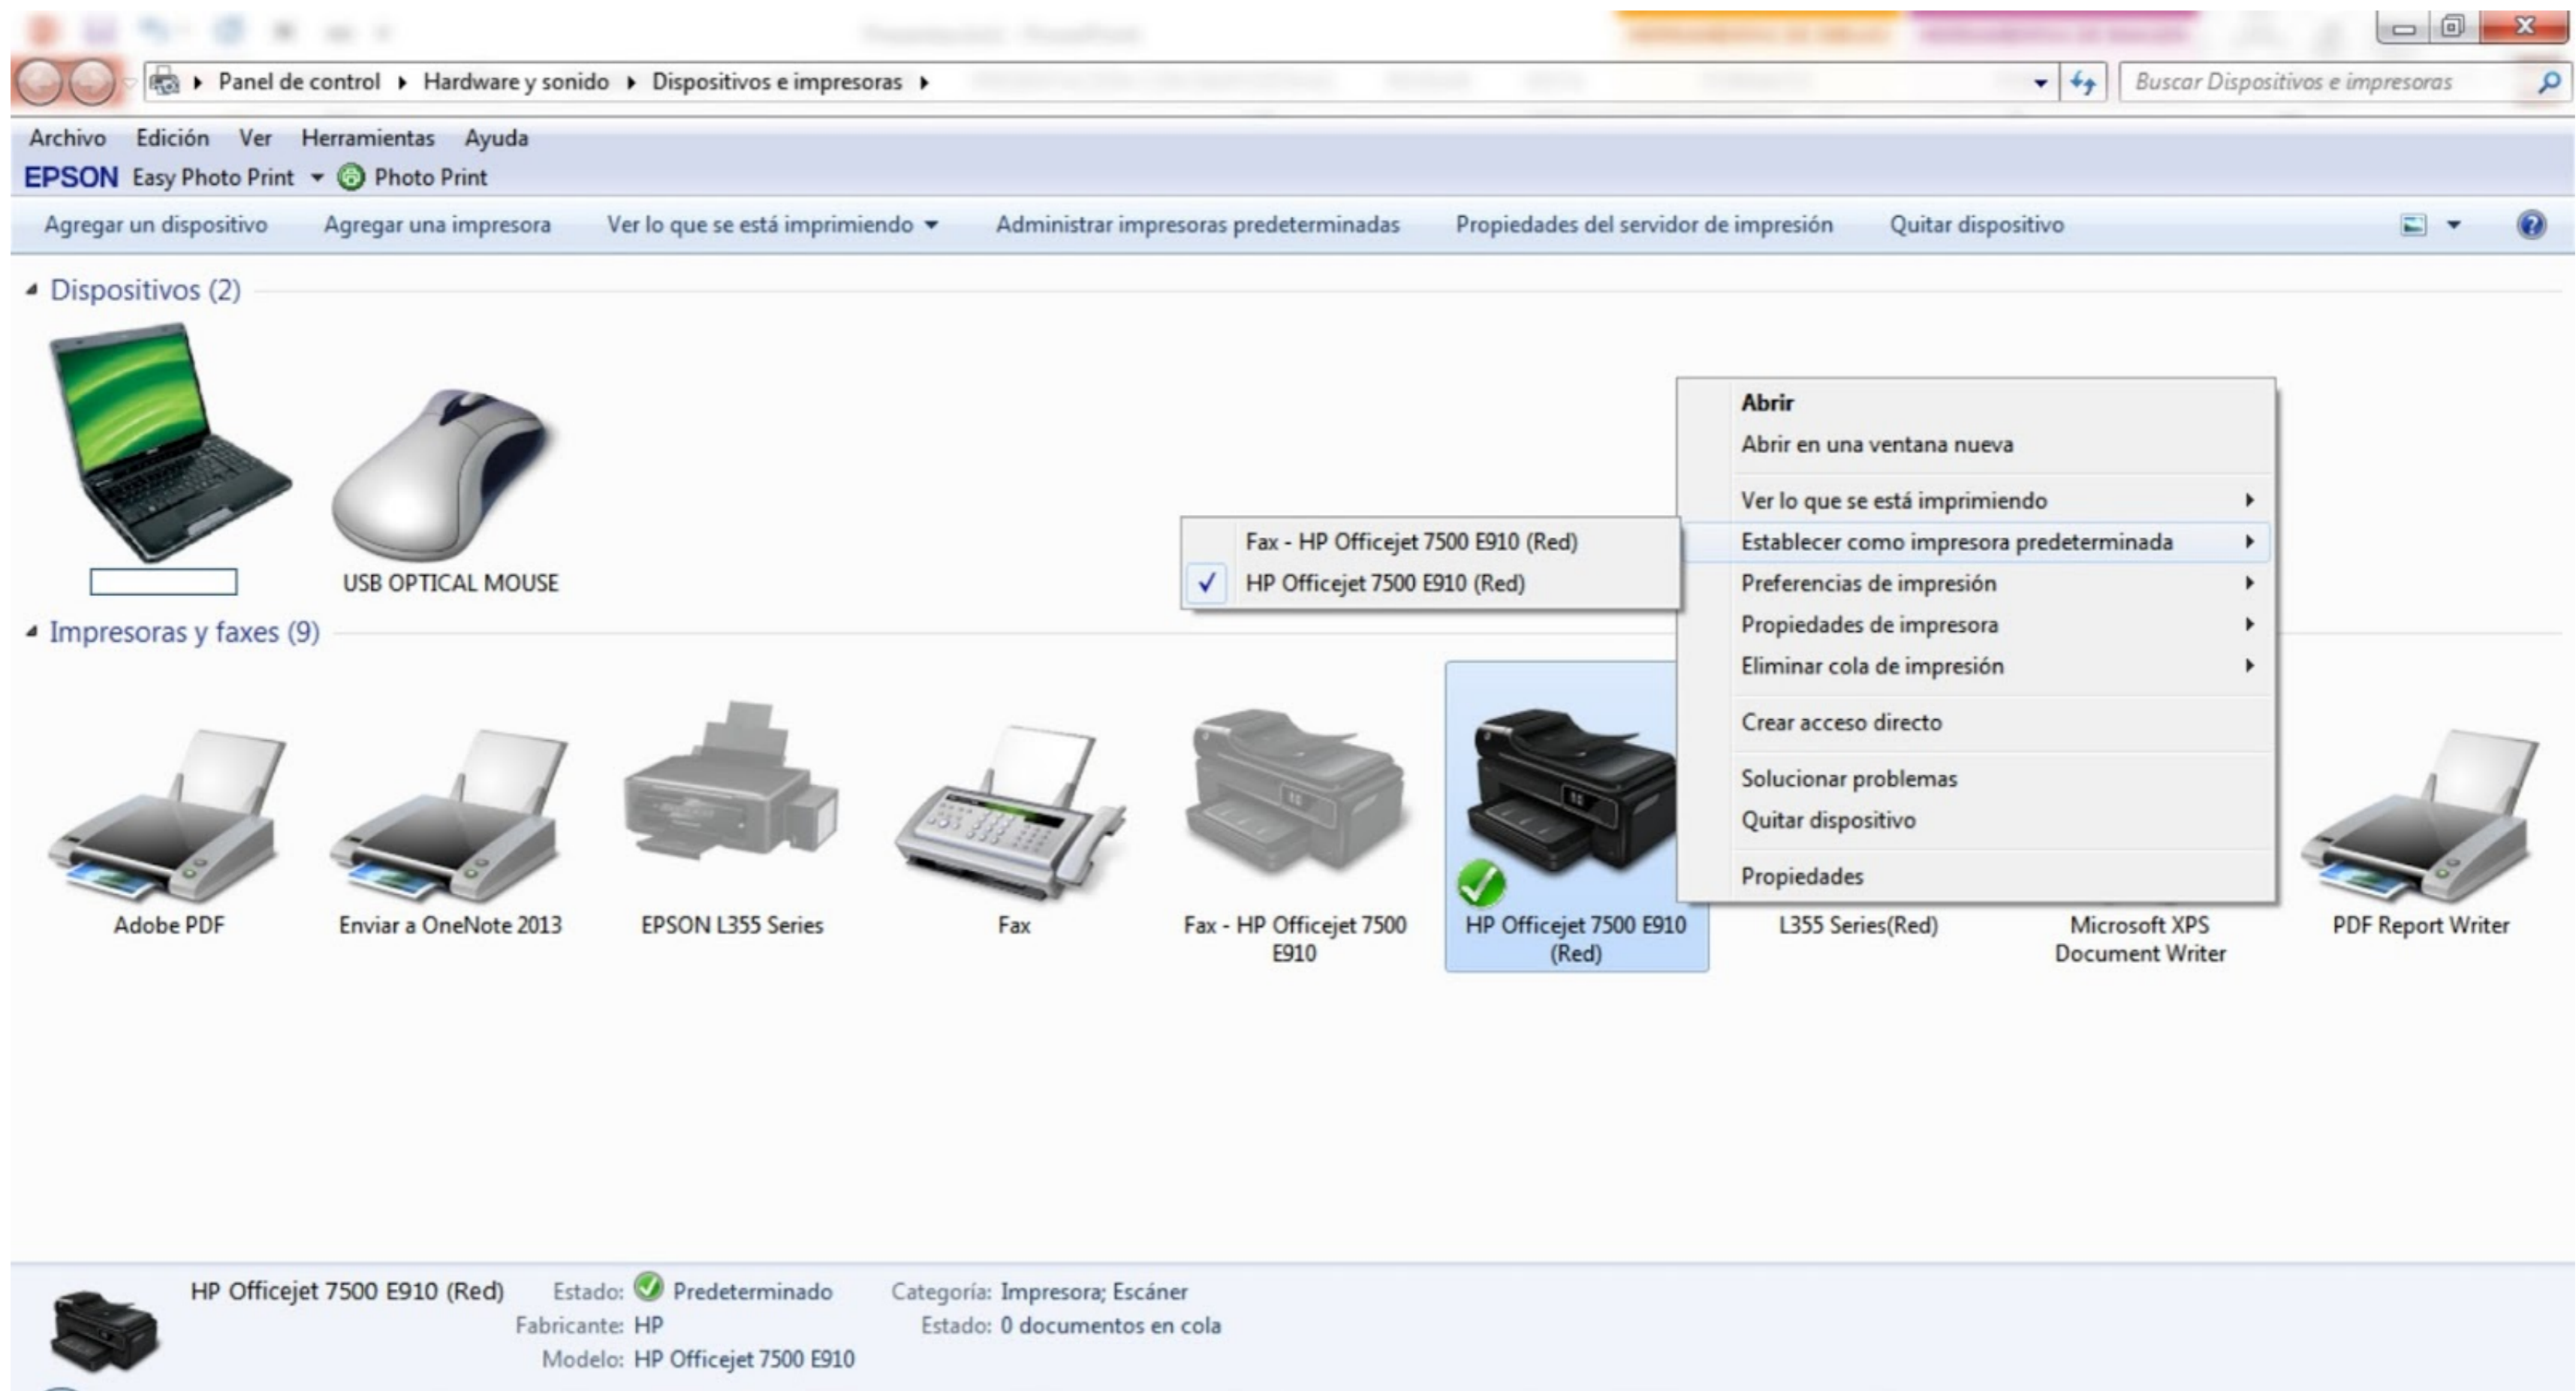 Panel de control Hardware y sonido Dispositivos e impresoras
Buscar Dispositivos e impresoras
Archivo Edición Ver Herramientas Ayuda
EPSON Easy Photo Print Photo Print
Agregar un dispositivo Agregar una impresora Ver lo que se está imprimiendo Administrar impresoras predeterminadas Propiedades del servidor de impresión Quitar dispositivo
Dispositivos (2)
USB OPTICAL MOUSE
Abrir
Abrir en una ventana nueva
Ver lo que se está imprimiendo
Establecer como impresora predeterminada
Preferencias de impresión
Propiedades de impresora
Eliminar cola de impresión
Crear acceso directo
Solucionar problemas
Quitar dispositivo
Propiedades
Fax - HP Officejet 7500 E910 (Red)
HP Officejet 7500 E910 (Red)
Impresoras y faxes (9)
Adobe PDF
Enviar a OneNote 2013
EPSON L355 Series
Fax
Fax - HP Officejet 7500
E910
HP Officejet 7500 E910
(Red)
L355 Series(Red)
Microsoft XPS
Document Writer
PDF Report Writer
HP Officejet 7500 E910 (Red) Estado: Predeterminado Categoría: Impresora; Escáner
Fabricante: HP Estado: 0 documentos en cola
Modelo: HP Officejet 7500 E910